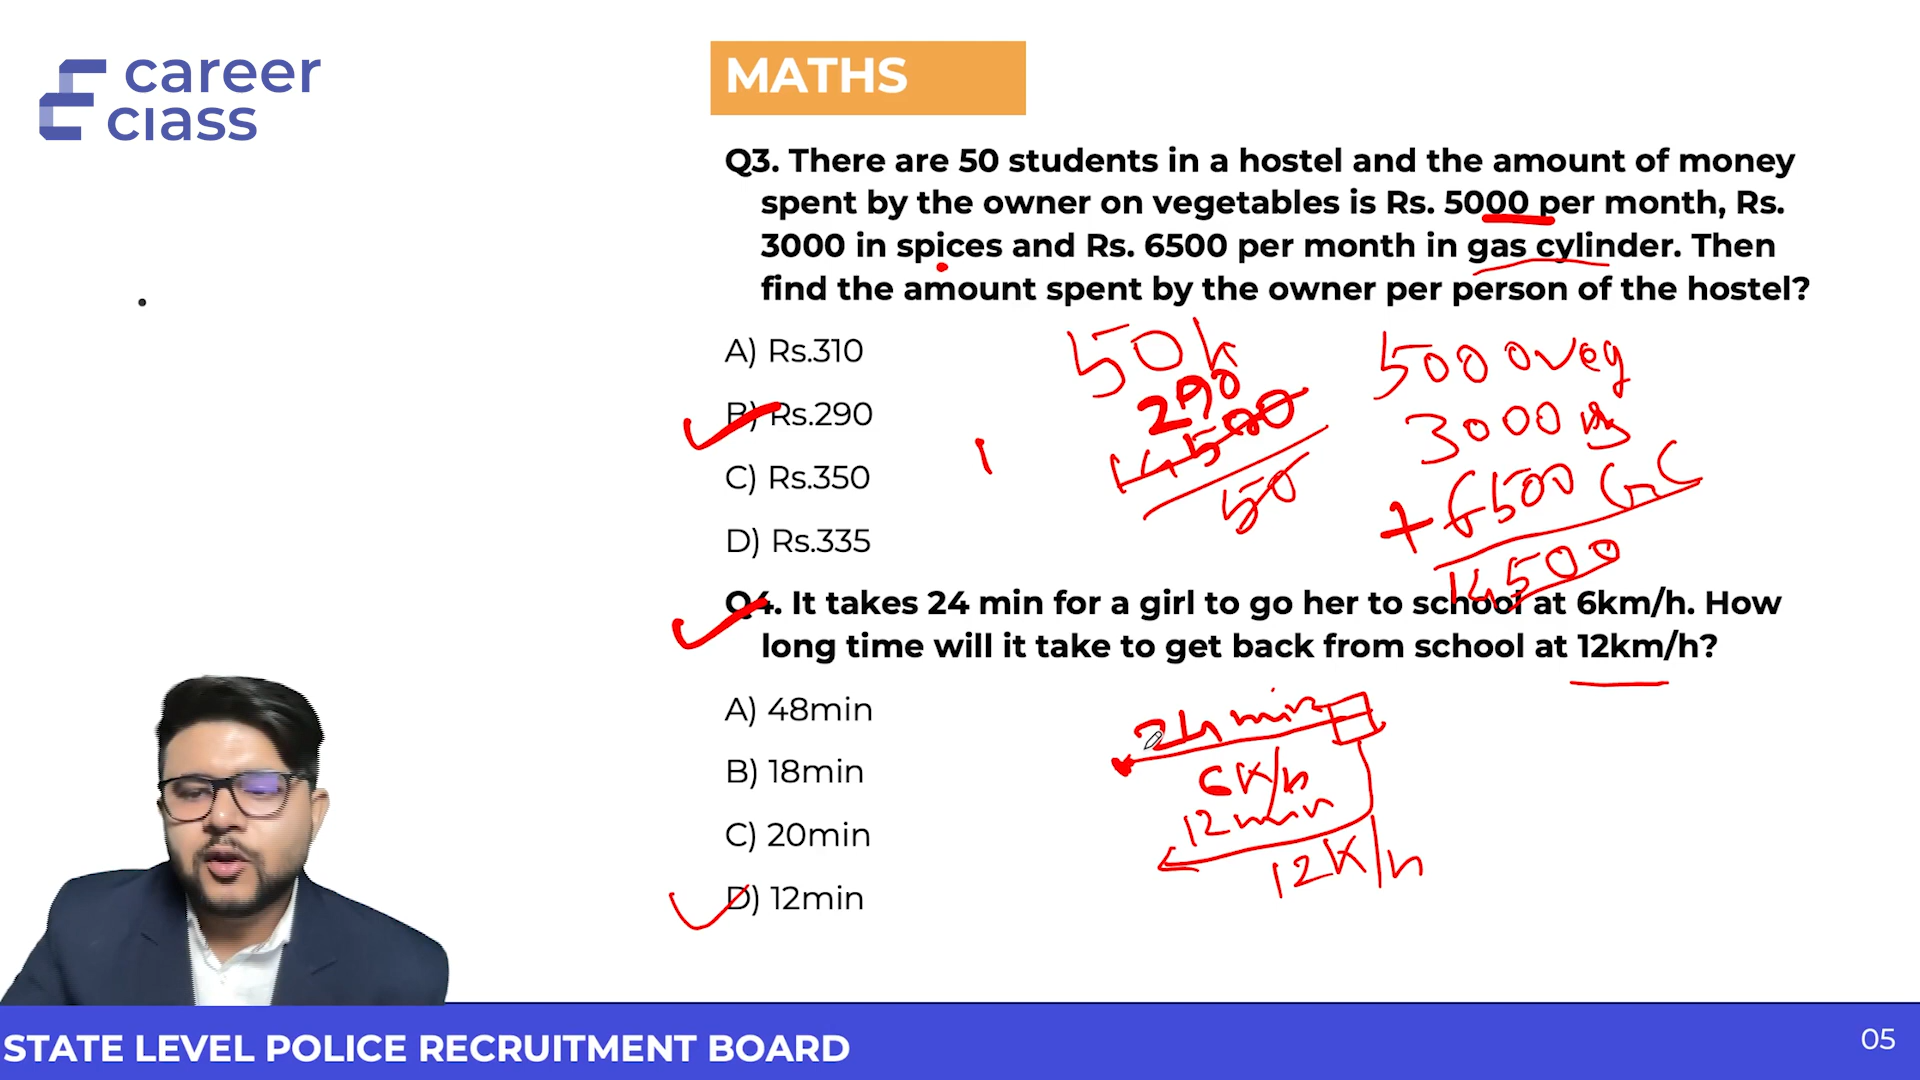 career
class
MATHS
Q3. There are 50 students in a hostel and the amount of money
spent by the owner on vegetables is Rs. 5000 per month, Rs.
3000 in spices and Rs. 6500 per month in gas cylinder. Then
find the amount spent by the owner per person of the hostel?
A) Rs.310
B) Rs.290
C) Rs.350
D) Rs.335
290
14500
50
5000 veg
3000
+ 6500 GC
14500
Q4. It takes 24 min for a girl to go her to school at 6km/h. How
long time will it take to get back from school at 12km/h?
A) 48min
B) 18min
C) 20min
D) 12min
24 min
6K/h
12 min
12K/h
STATE LEVEL POLICE RECRUITMENT BOARD
05